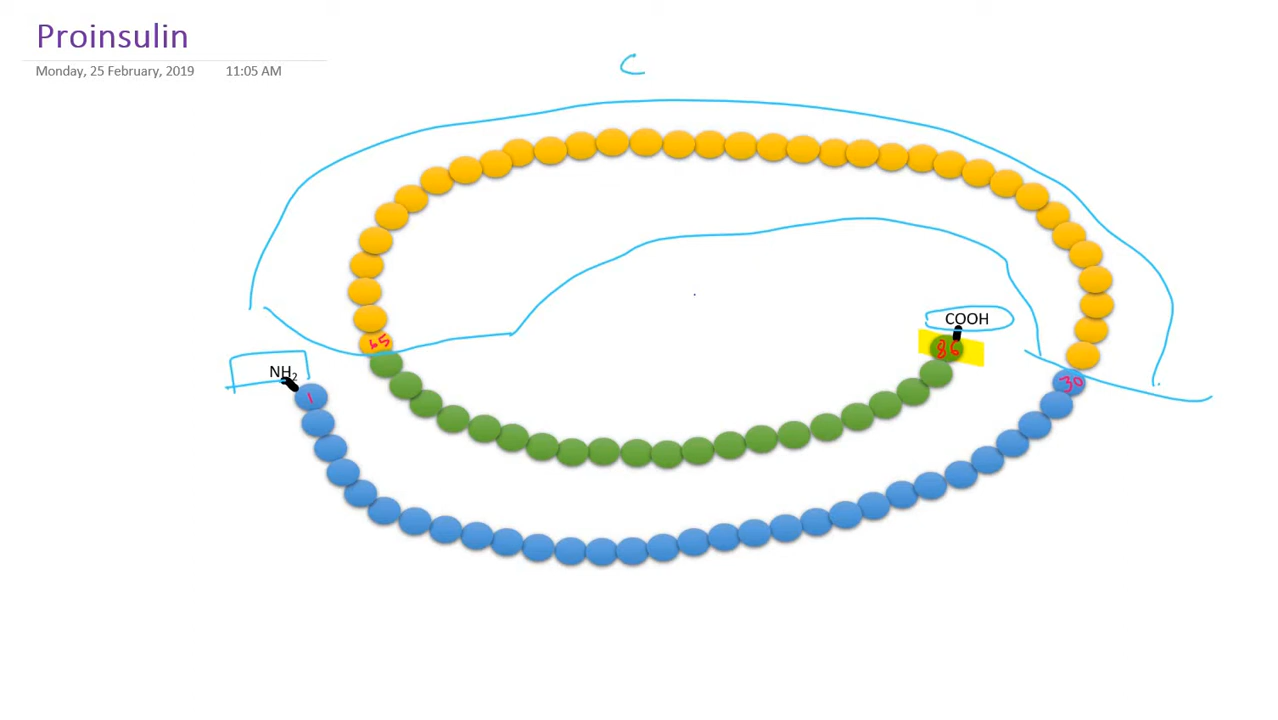 Proinsulin
Monday, 25 February, 2019 11:05 AM
C
65
COOH
86
NH2
1
30